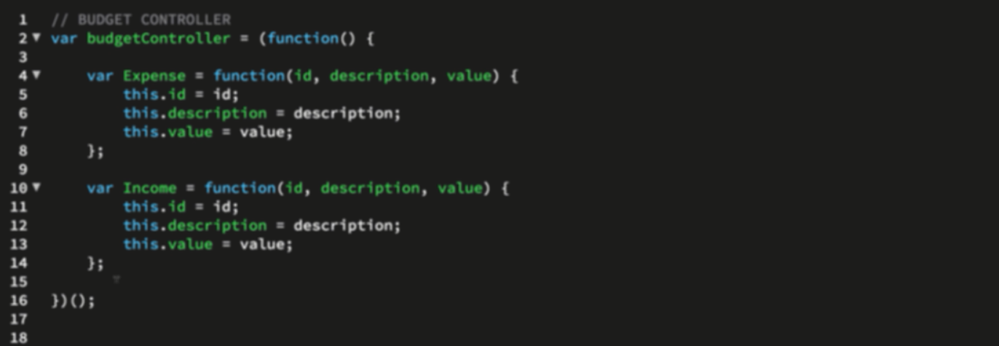 1 // BUDGET CONTROLLER
2 ▼ var budgetController = (function() {
3
4 ▼     var Expense = function(id, description, value) {
5         this.id = id;
6         this.description = description;
7         this.value = value;
8     };
9
10 ▼     var Income = function(id, description, value) {
11         this.id = id;
12         this.description = description;
13         this.value = value;
14     };
15
16 })();
17
18